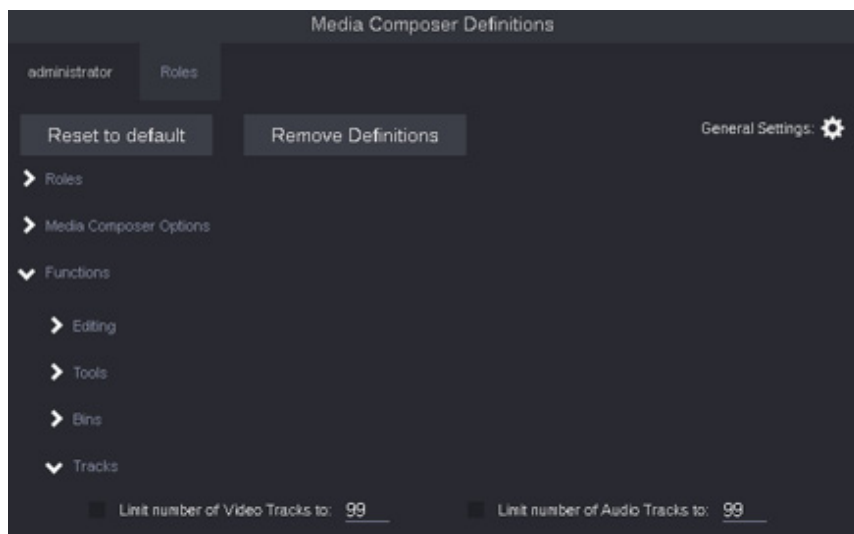 Media Composer Definitions
administrator Roles
Reset to default Remove Definitions General Settings:
Roles
Media Composer Options
Functions
Editing
Tools
Bins
Tracks
Limit number of Video Tracks to: 99 Limit number of Audio Tracks to: 99